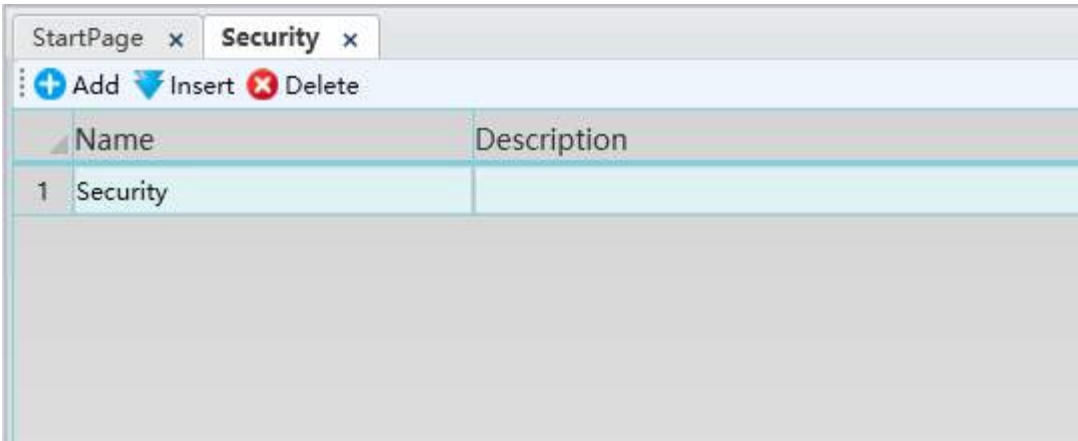 StartPage x Security x
Add Insert Delete
Name Description
1 Security